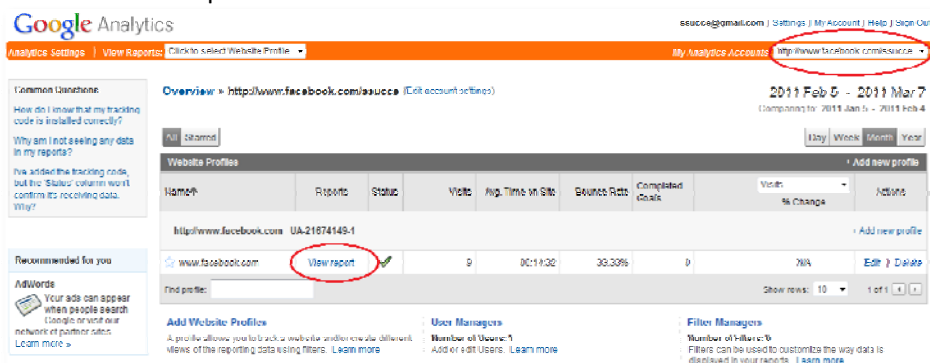 Google Analytics
ssucce@gmail.com | Settings | My Account | Help | Sign Out
Analytics Settings | View Reports: Click to select Website Profile
My Analytics Accounts: http://www.facebook.com/ssucce
Common Questions
How do I know that my tracking
code is installed correctly?
Why am I not seeing any data
in my reports?
I've added the tracking code,
but the 'Status' column won't
confirm it's receiving data.
Why?
Overview » http://www.facebook.com/ssucce (Edit account settings)
2011 Feb 5 - 2011 Mar 7
Comparing to: 2011 Jan 5 - 2011 Feb 4
All Starred
Day Week Month Year
Website Profiles
+ Add new profile
Name Reports Status Visits Avg. Time on Site Bounce Rate Completed Goals Visits % Change Actions
http://www.facebook.com UA-21674149-1
+ Add new profile
www.facebook.com View report 9 00:14:32 33.33% 0 N/A Edit | Delete
Find profile:
Show rows: 10 1 of 1
Recommended for you
AdWords
Your ads can appear
when people search
Google or visit our
network of partner sites.
Learn more »
Add Website Profiles
A profile allows you to track a website and/or create different
views of the reporting data using filters. Learn more
User Managers
Number of Users: 1
Add or edit Users. Learn more
Filter Managers
Number of Filters: 0
Filters can be used to customize the way data is
displayed in your reports. Learn more